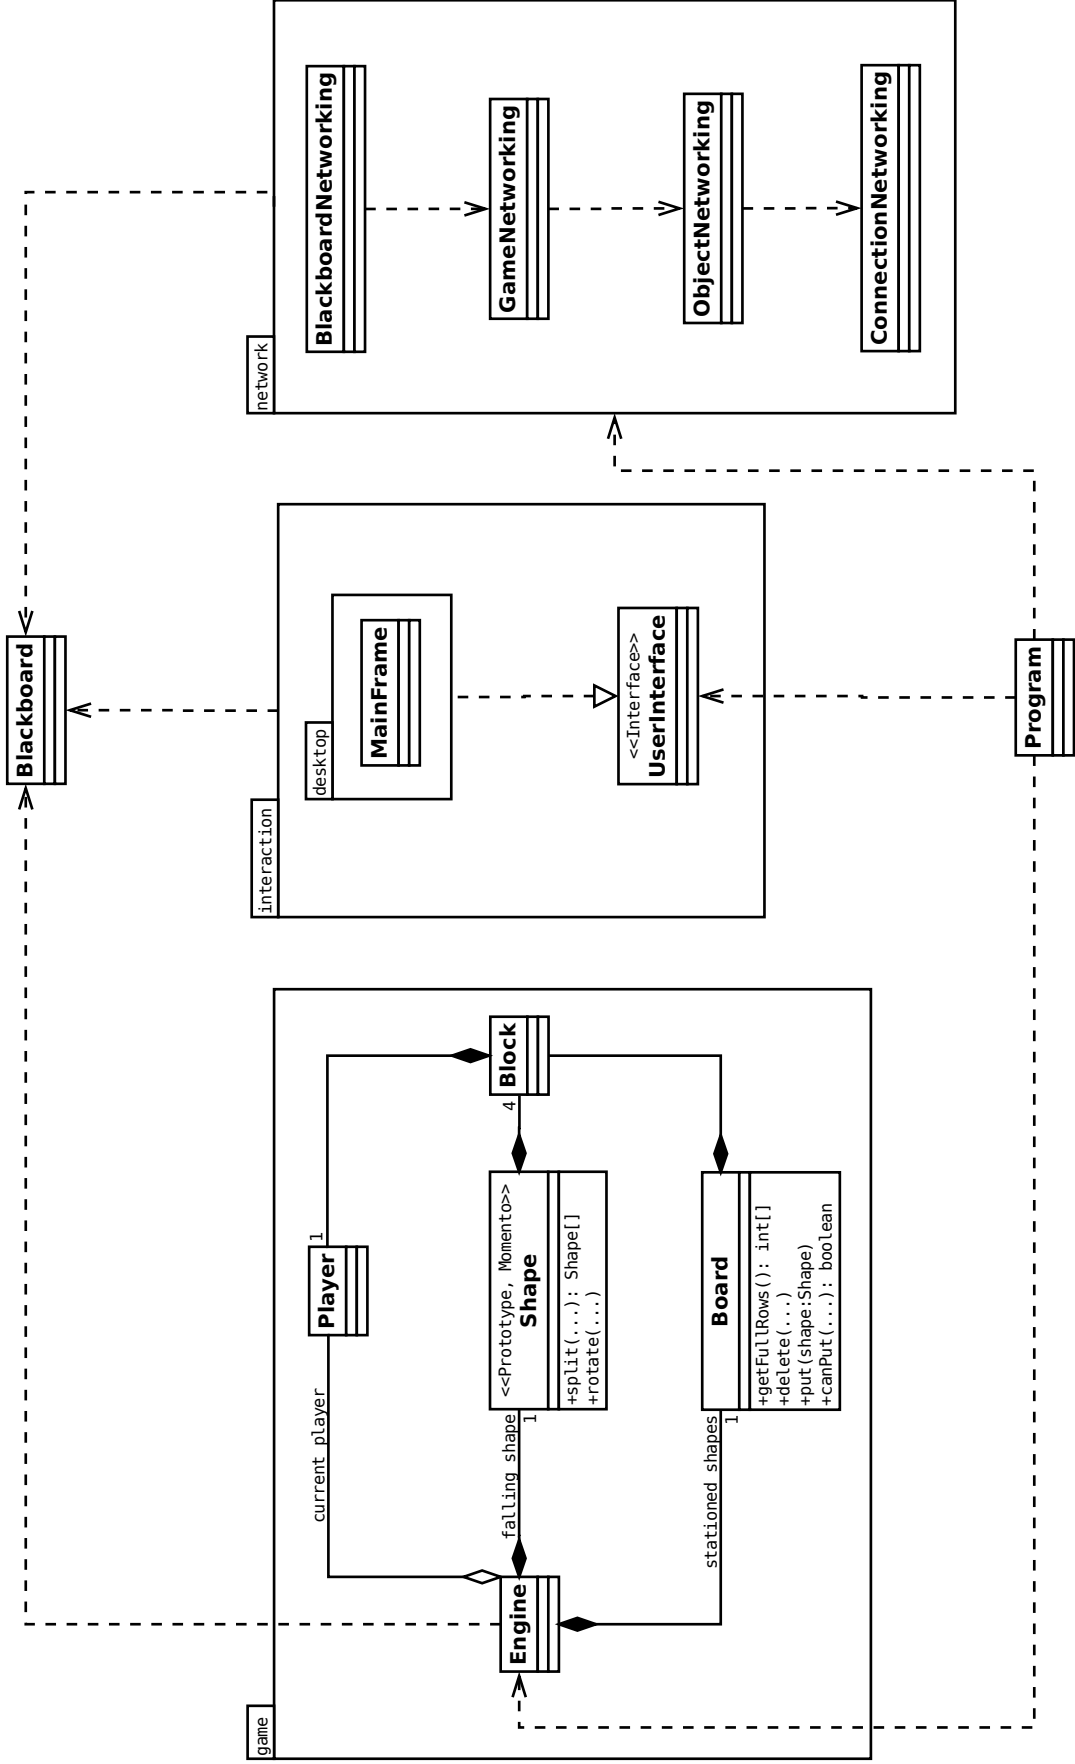 Blackboard
game
interaction
network
current player
Player
1
desktop
MainFrame
BlackboardNetworking
Engine
falling shape
1
<<Prototype, Momento>>
Shape
+split(...): Shape[]
+rotate(...)
4
Block
GameNetworking
<<Interface>>
UserInterface
stationed shapes
1
Board
+getFullRows(): int[]
+delete(...)
+put(shape:Shape)
+canPut(...): boolean
ObjectNetworking
ConnectionNetworking
Program